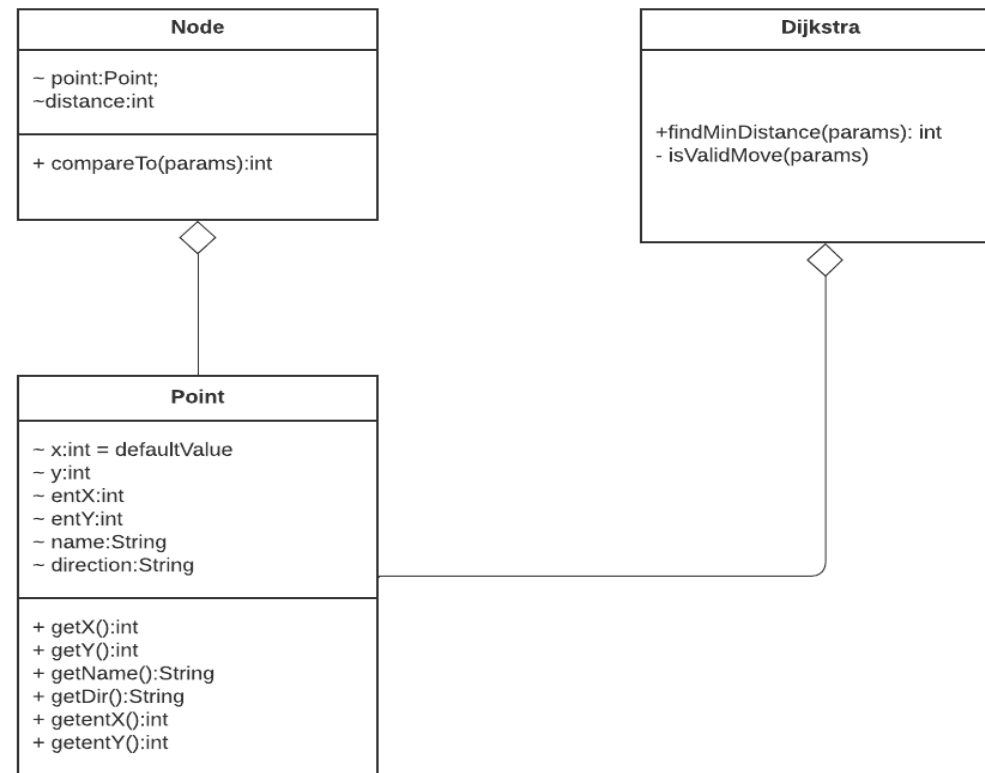 Node
~ point:Point;
~distance:int
+ compareTo(params):int
Dijkstra
+findMinDistance(params): int
- isValidMove(params)
Point
~ x:int = defaultValue
~ y:int
~ entX:int
~ entY:int
~ name:String
~ direction:String
+ getX():int
+ getY():int
+ getName():String
+ getDir():String
+ getentX():int
+ getentY():int